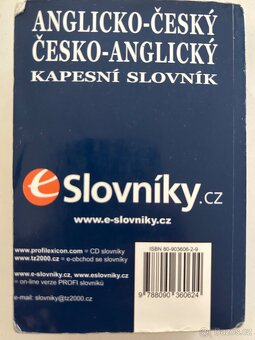 ANGLICKO-ČESKÝ
ČESKO-ANGLICKÝ
KAPESNÍ SLOVNÍK
eSlovníky.cz
www.e-slovniky.cz
www.profilexicon.com = CD slovníky
www.tz2000.cz = e-obchod se slovníky
www.e-slovniky.cz, www.eslovniky.cz
= on-line verze PROFI slovníků
e-mail: slovniky@tz2000.cz
ISBN 80-903606-2-9
9 788090 360624